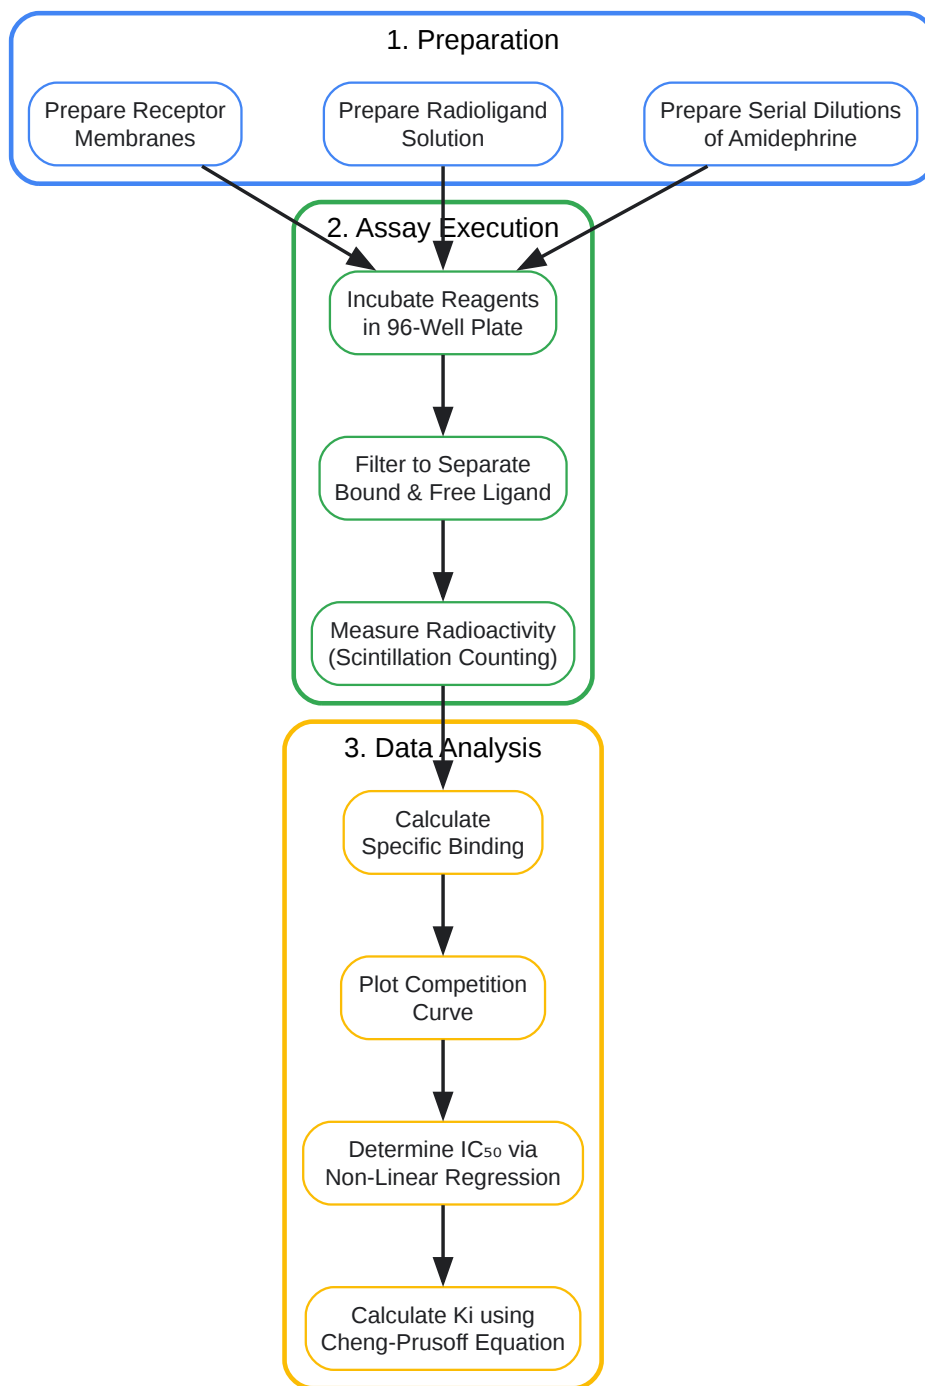 1. Preparation
Prepare Receptor
Membranes
Prepare Radioligand
Solution
Prepare Serial Dilutions
of Amidephrine
2. Assay Execution
Incubate Reagents
in 96-Well Plate
Filter to Separate
Bound & Free Ligand
Measure Radioactivity
(Scintillation Counting)
3. Data Analysis
Calculate
Specific Binding
Plot Competition
Curve
Determine IC₅₀ via
Non-Linear Regression
Calculate Ki using
Cheng-Prusoff Equation